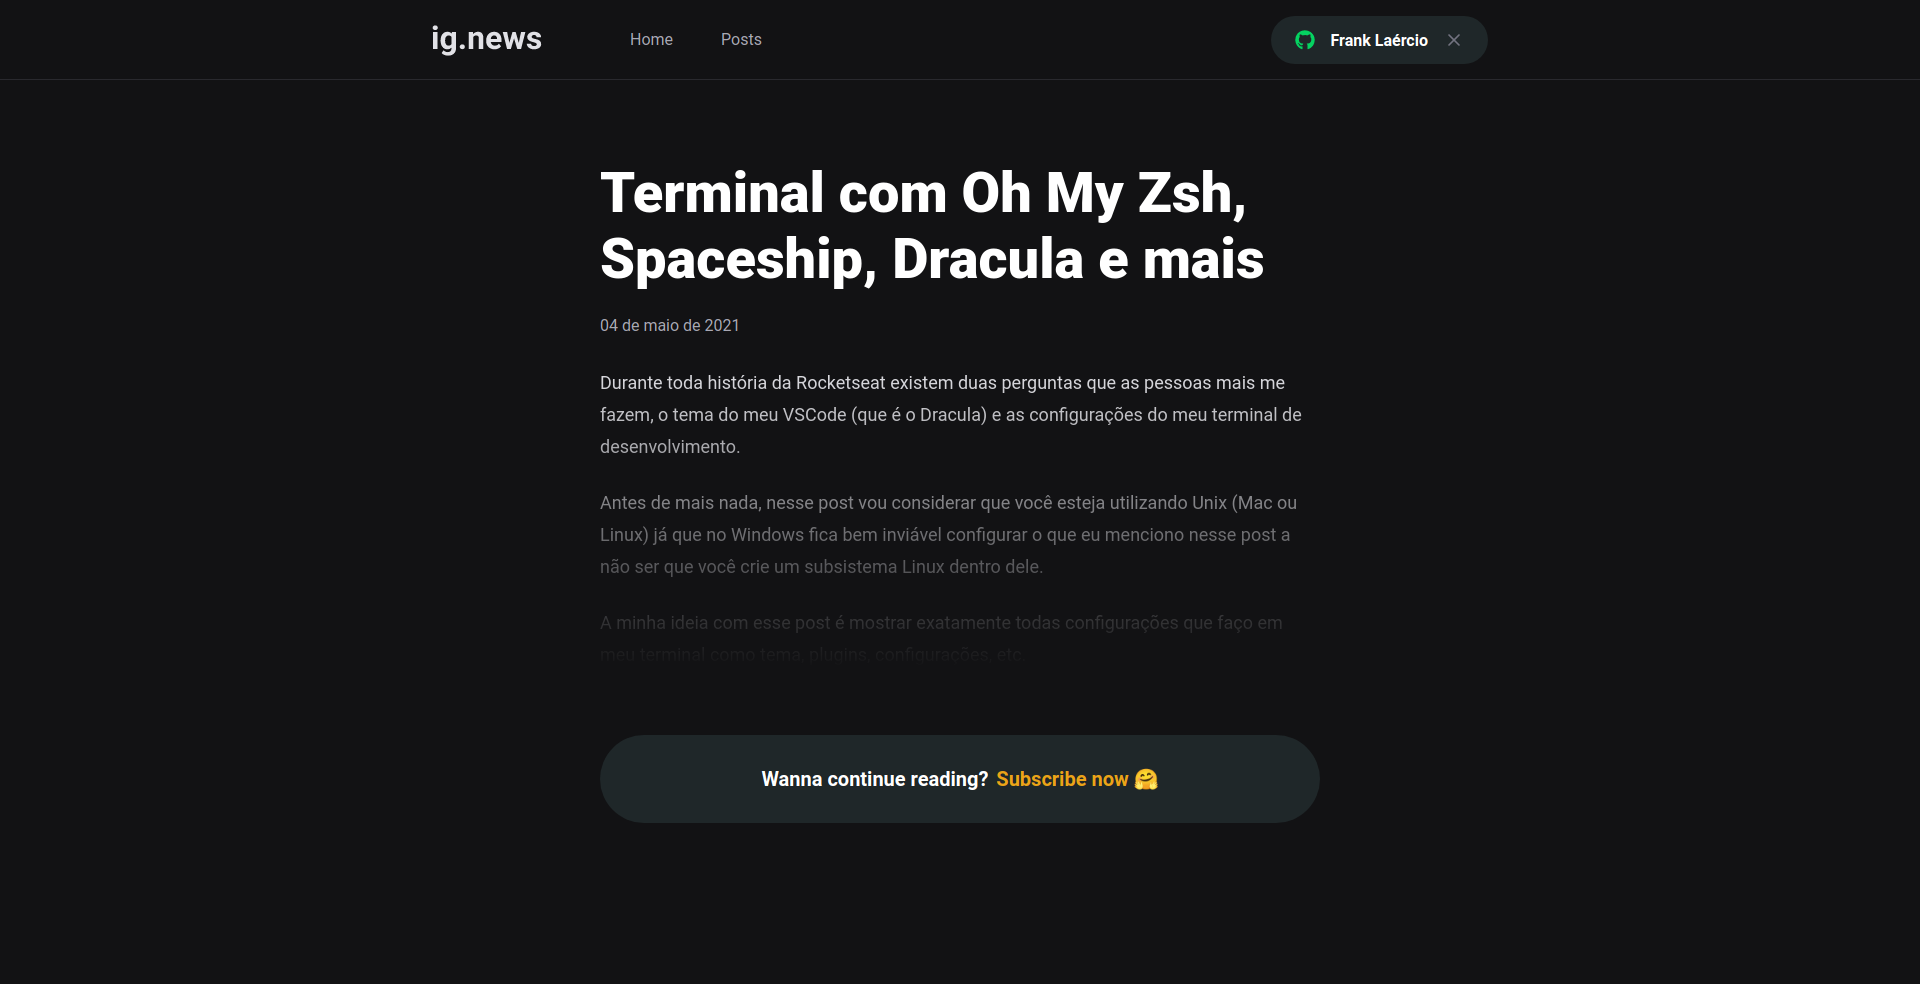 ig.news
Home
Posts
Frank Laércio
Terminal com Oh My Zsh,
Spaceship, Dracula e mais
04 de maio de 2021
Durante toda história da Rocketseat existem duas perguntas que as pessoas mais me
fazem, o tema do meu VSCode (que é o Dracula) e as configurações do meu terminal de
desenvolvimento.
Antes de mais nada, nesse post vou considerar que você esteja utilizando Unix (Mac ou
Linux) já que no Windows fica bem inviável configurar o que eu menciono nesse post a
não ser que você crie um subsistema Linux dentro dele.
A minha ideia com esse post é mostrar exatamente todas configurações que faço em
meu terminal como tema, plugins, configurações, etc.
Wanna continue reading? Subscribe now 🤗